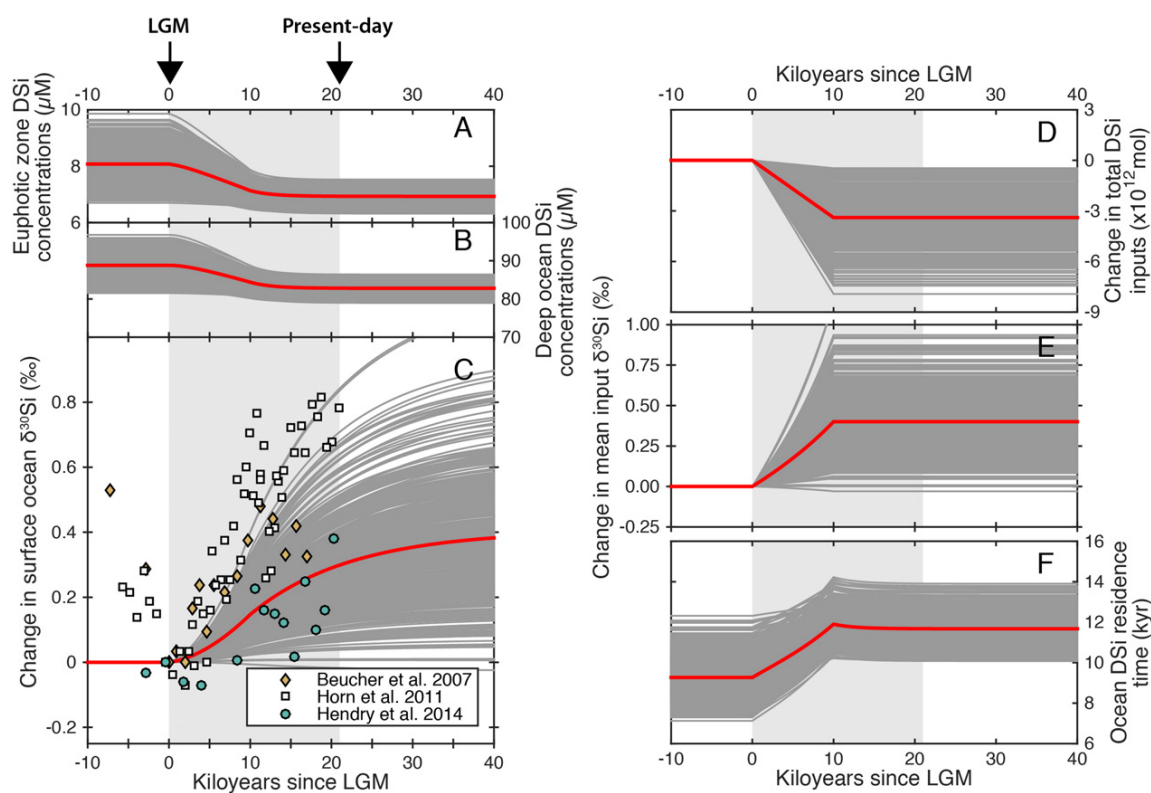 LGM
Present-day
-10 0 10 20 30 40
Euphotic zone DSi
concentrations (µM)
10
8
6
A
100
90
80
70
Deep ocean DSi
concentrations (µM)
B
Change in surface ocean δ³⁰Si (‰)
0.8
0.6
0.4
0.2
0
-0.2
C
Beucher et al. 2007
Horn et al. 2011
Hendry et al. 2014
-10 0 10 20 30 40
Kiloyears since LGM
Kiloyears since LGM
-10 0 10 20 30 40
D
3
0
-3
-6
-9
Change in total DSi
inputs (x10¹²mol)
Change in mean input δ³⁰Si (‰)
1.00
0.75
0.50
0.25
0.00
-0.25
E
F
16
14
12
10
8
6
Ocean DSi residence
time (kyr)
-10 0 10 20 30 40
Kiloyears since LGM